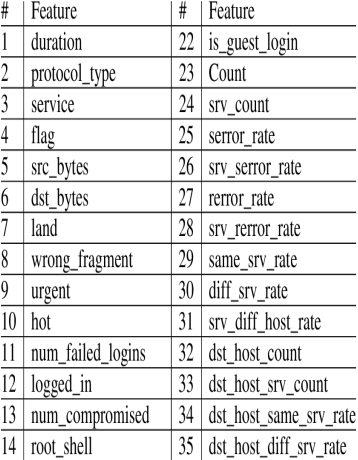 # Feature # Feature
1 duration 22 is_guest_login
2 protocol_type 23 Count
3 service 24 srv_count
4 flag 25 serror_rate
5 src_bytes 26 srv_serror_rate
6 dst_bytes 27 rerror_rate
7 land 28 srv_rerror_rate
8 wrong_fragment 29 same_srv_rate
9 urgent 30 diff_srv_rate
10 hot 31 srv_diff_host_rate
11 num_failed_logins 32 dst_host_count
12 logged_in 33 dst_host_srv_count
13 num_compromised 34 dst_host_same_srv_rate
14 root_shell 35 dst_host_diff_srv_rate